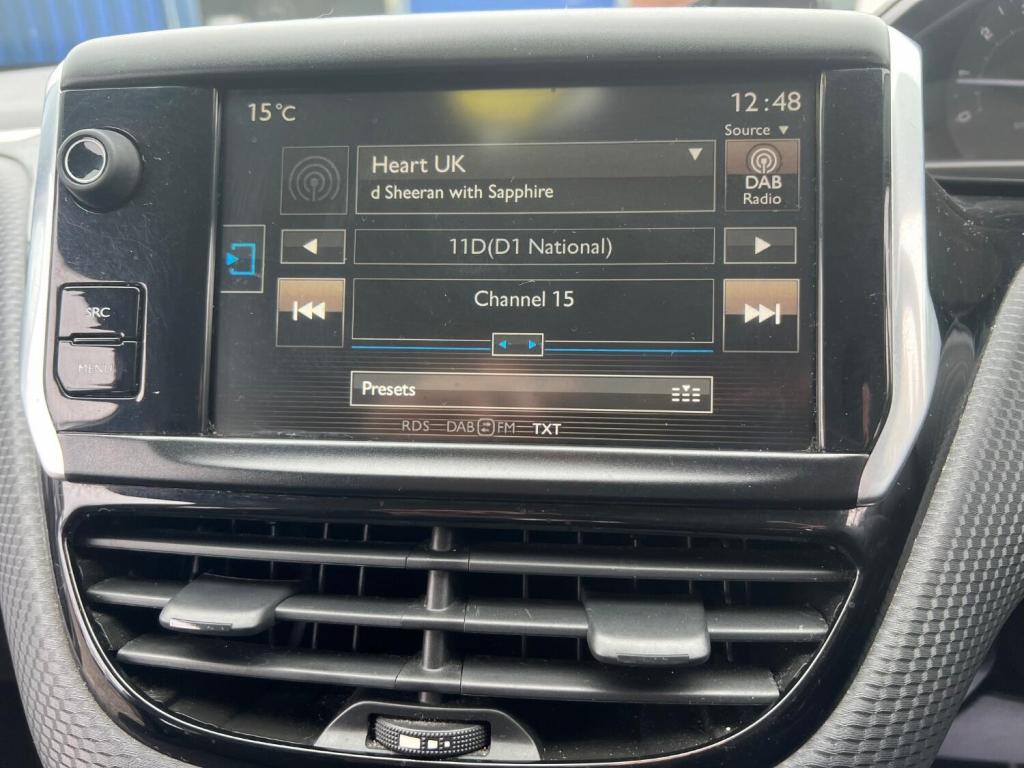 15°C
12:48
Source
Heart UK
d Sheeran with Sapphire
DAB
Radio
11D(D1 National)
Channel 15
SRC
MENU
Presets
RDS DAB FM TXT